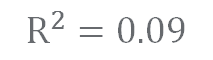 R² = 0.09